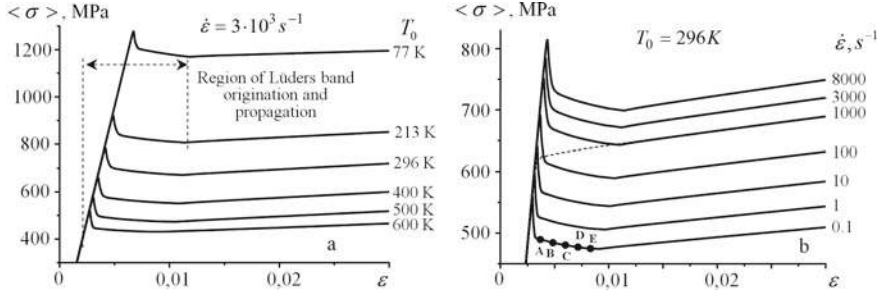 < σ >, MPa
ε̇ = 3·10³ s⁻¹
T₀
1200
1000
800
600
400
77 K
Region of Lüders band
origination and
propagation
213 K
296 K
400 K
500 K
600 K
a
0
0,01
0,02
ε
< σ >, MPa
T₀ = 296K
ε̇, s⁻¹
800
700
600
500
8000
3000
1000
100
10
1
0.1
A
B
C
D
E
b
0
0,01
0,02
ε